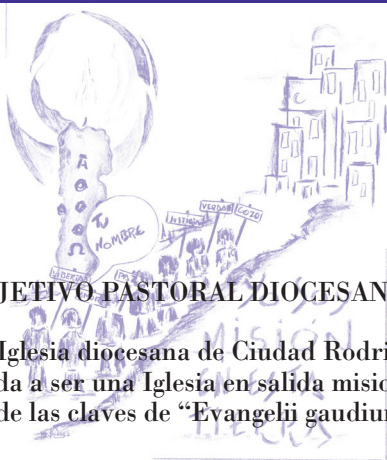 TU
NOMBRE
JUSTICIA
VERDAD
GOZO
LIBERTAD
JETIVO PASTORAL DIOCESAN
Iglesia diocesana de Ciudad Rodri
da a ser una Iglesia en salida misio
de las claves de “Evangelii gaudiu
MISIÓN